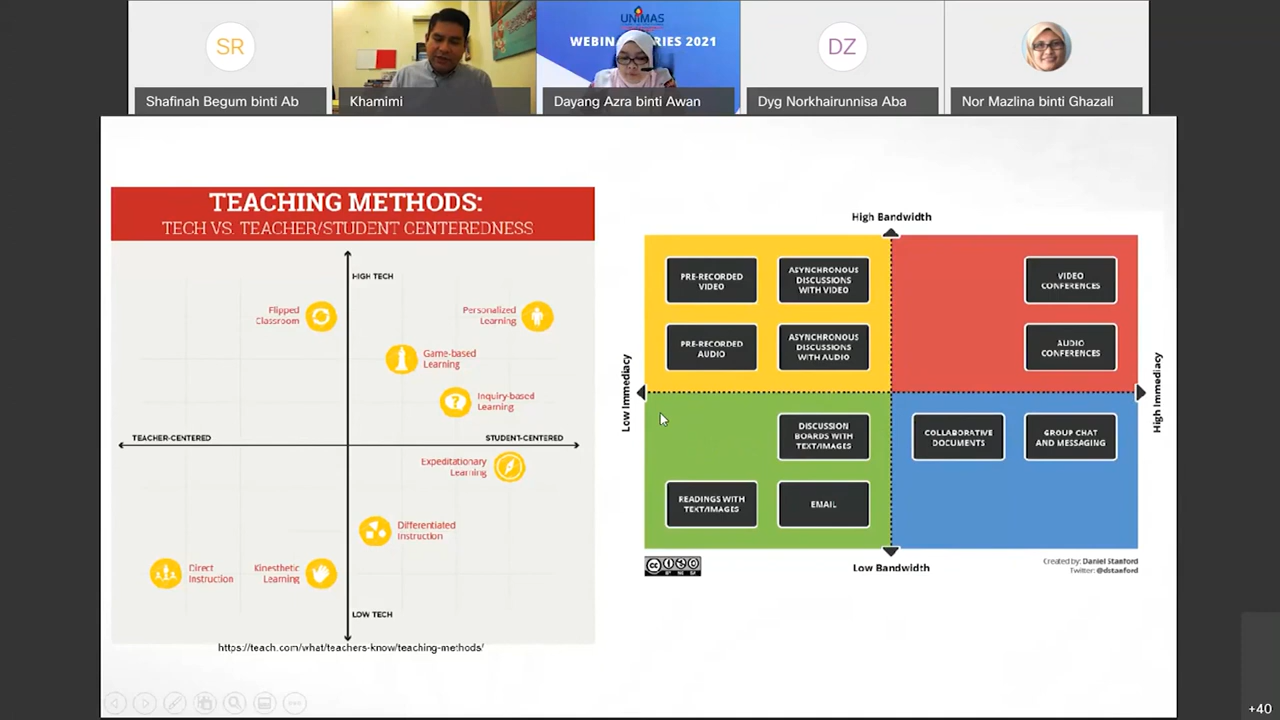 SR
UNIMAS
WEBIN RIES 2021
DZ
Shafinah Begum binti Ab
Khamimi
Dayang Azra binti Awan
Dyg Norkhairunnisa Aba
Nor Mazlina binti Ghazali
TEACHING METHODS:
TECH VS. TEACHER/STUDENT CENTEREDNESS
HIGH TECH
Flipped
Classroom
Personalized
Learning
Game-based
Learning
Inquiry-based
Learning
TEACHER-CENTERED
STUDENT-CENTERED
Expeditationary
Learning
Differentiated
Instruction
Direct
Instruction
Kinesthetic
Learning
LOW TECH
https://teach.com/what/teachers-know/teaching-methods/
High Bandwidth
PRE-RECORDED
VIDEO
ASYNCHRONOUS
DISCUSSIONS
WITH VIDEO
VIDEO
CONFERENCES
PRE-RECORDED
AUDIO
ASYNCHRONOUS
DISCUSSIONS
WITH AUDIO
AUDIO
CONFERENCES
Low Immediacy
High Immediacy
DISCUSSION
BOARDS WITH
TEXT/IMAGES
COLLABORATIVE
DOCUMENTS
GROUP CHAT
AND MESSAGING
READINGS WITH
TEXT/IMAGES
EMAIL
Low Bandwidth
Created by: Daniel Stanford
Twitter: @dstanford
+40